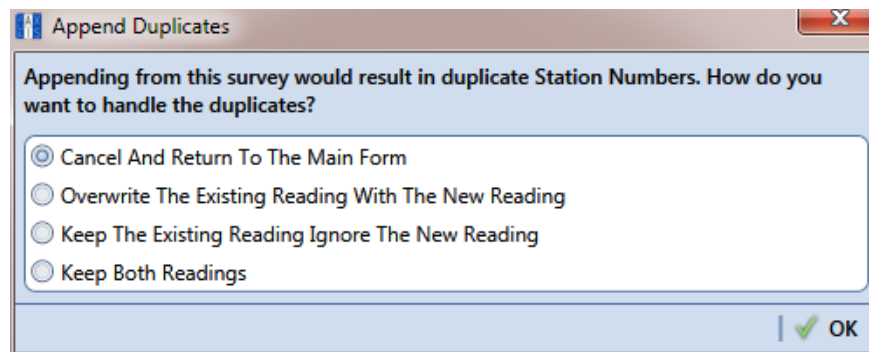 Append Duplicates
Appending from this survey would result in duplicate Station Numbers. How do you
want to handle the duplicates?
Cancel And Return To The Main Form
Overwrite The Existing Reading With The New Reading
Keep The Existing Reading Ignore The New Reading
Keep Both Readings
OK